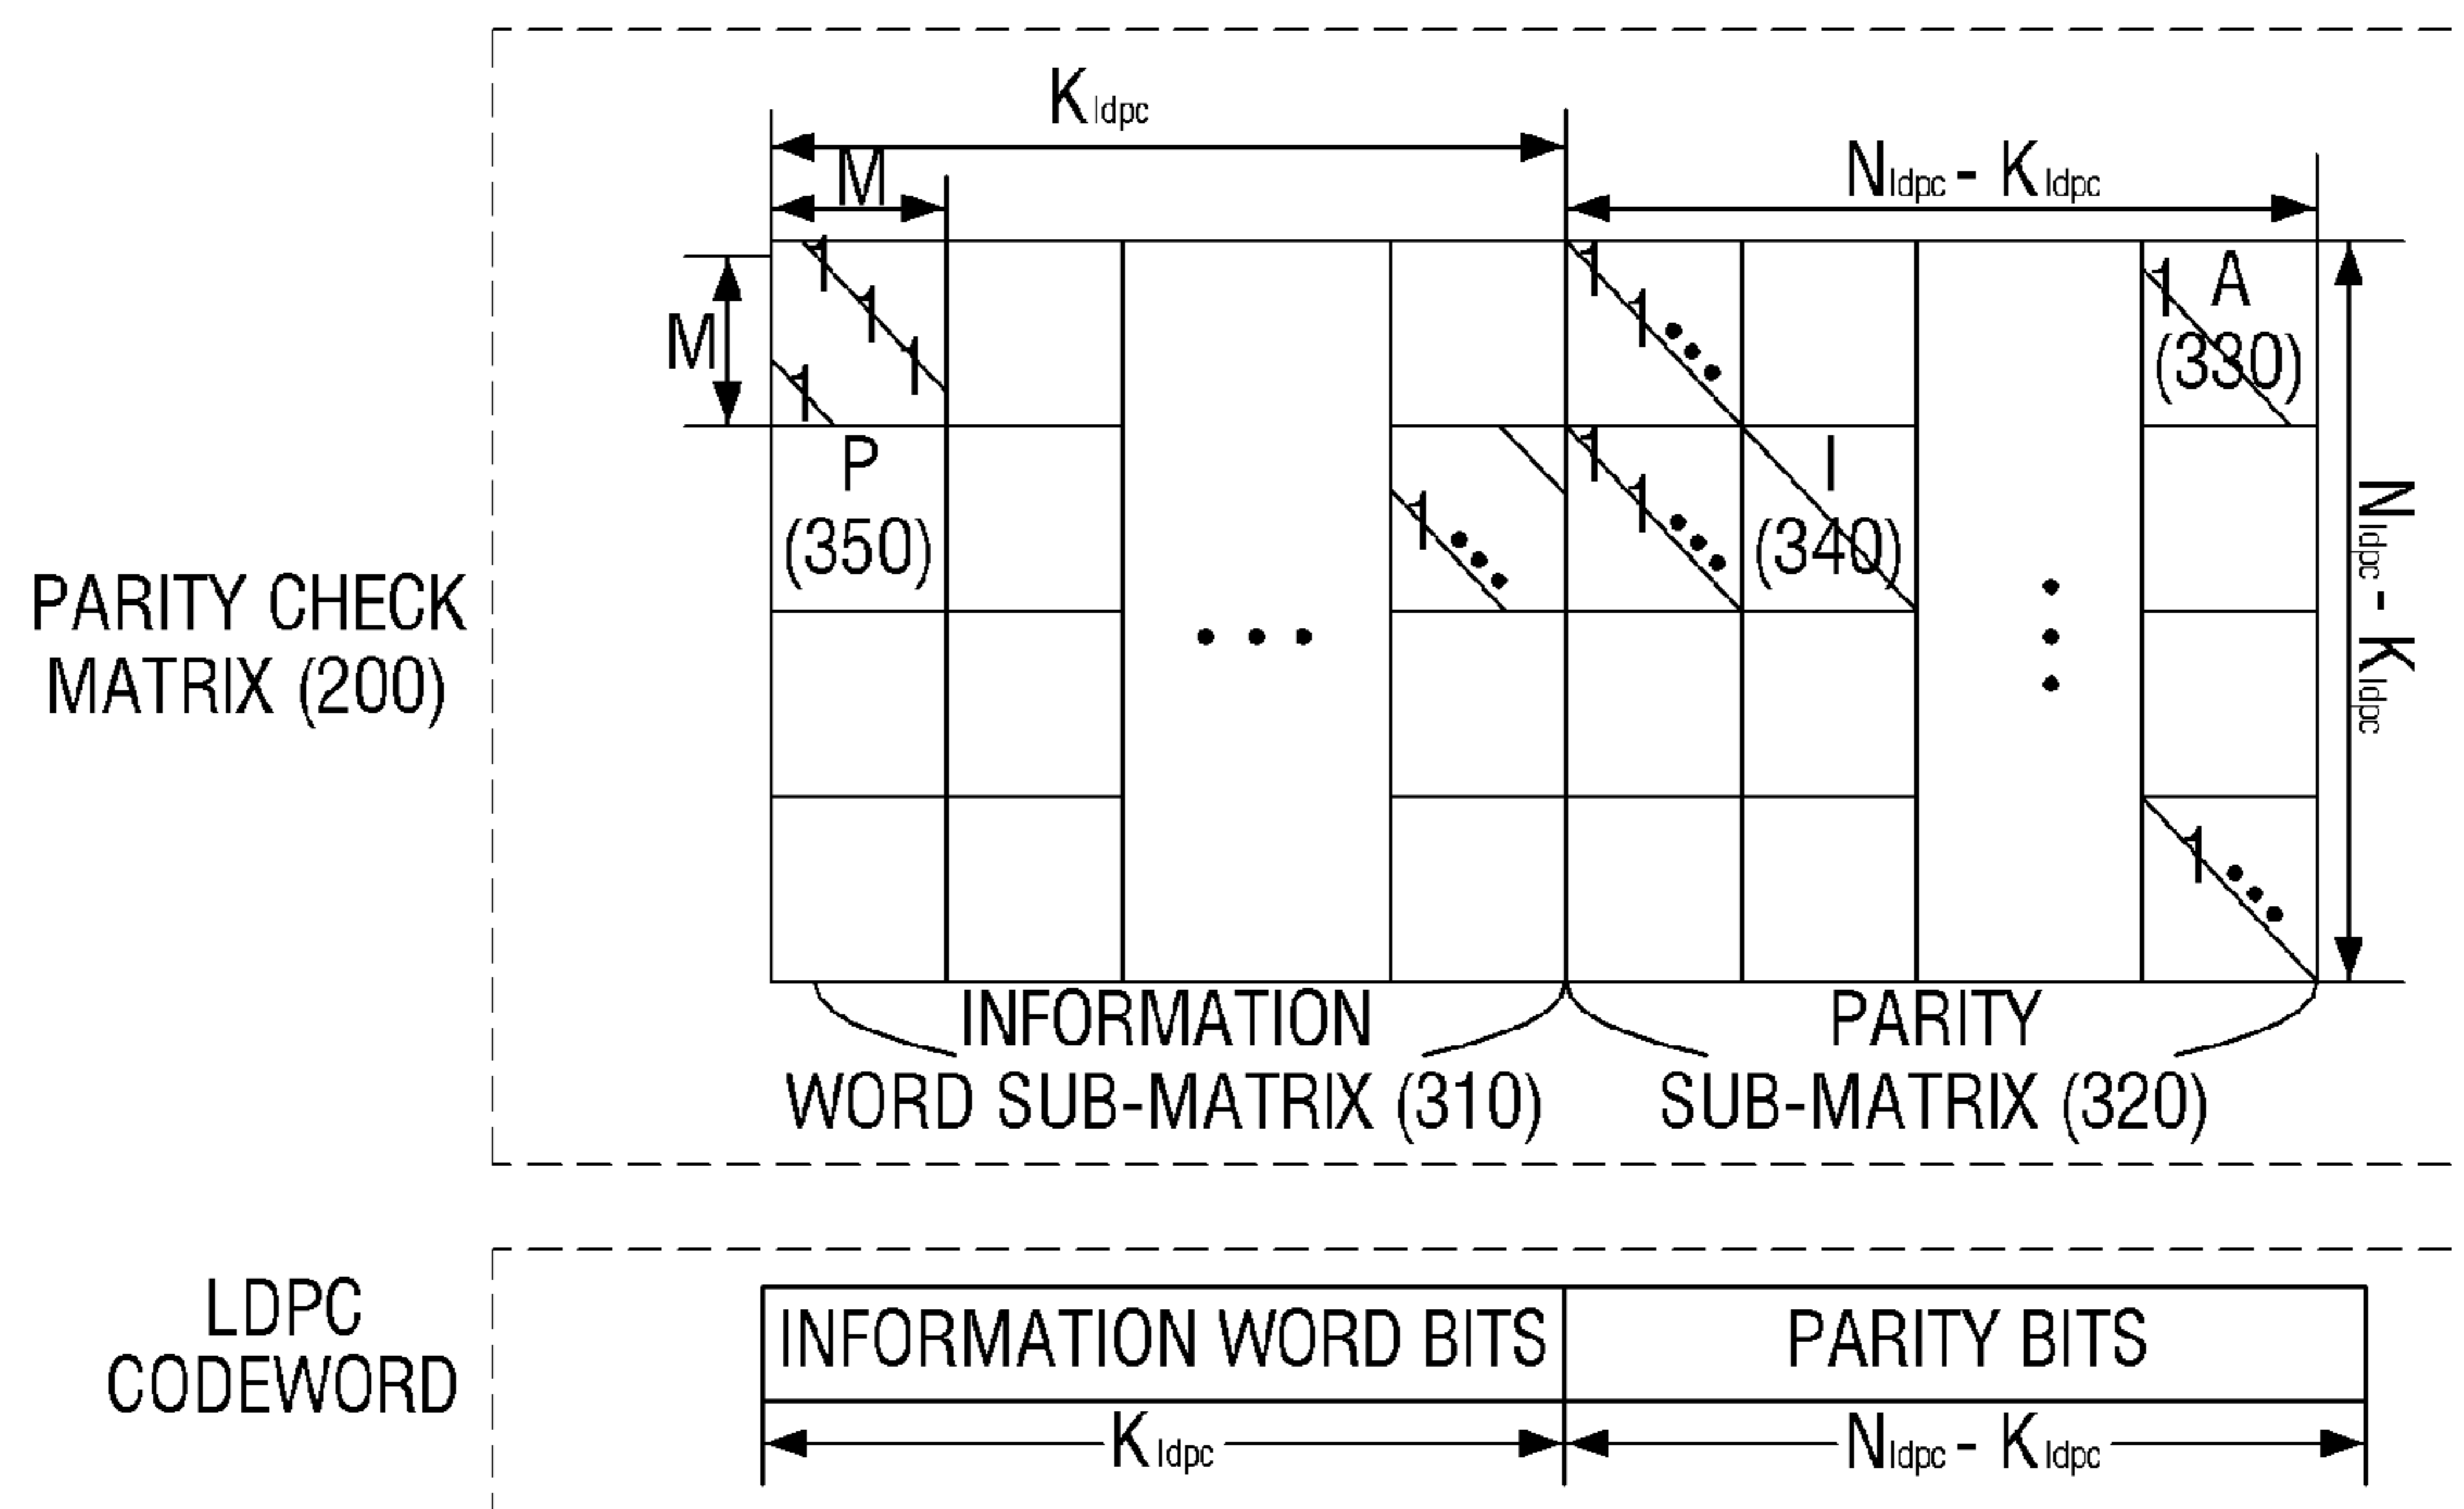 K ldpc
M
N ldpc - K ldpc
1
1
1
1
M
1
1
1
A
(330)
P
(350)
1
1
1
I
(340)
N ldpc - K ldpc
PARITY CHECK
MATRIX (200)
1
INFORMATION
WORD SUB-MATRIX (310)
PARITY
SUB-MATRIX (320)
LDPC
CODEWORD
INFORMATION WORD BITS
PARITY BITS
K ldpc
N ldpc - K ldpc